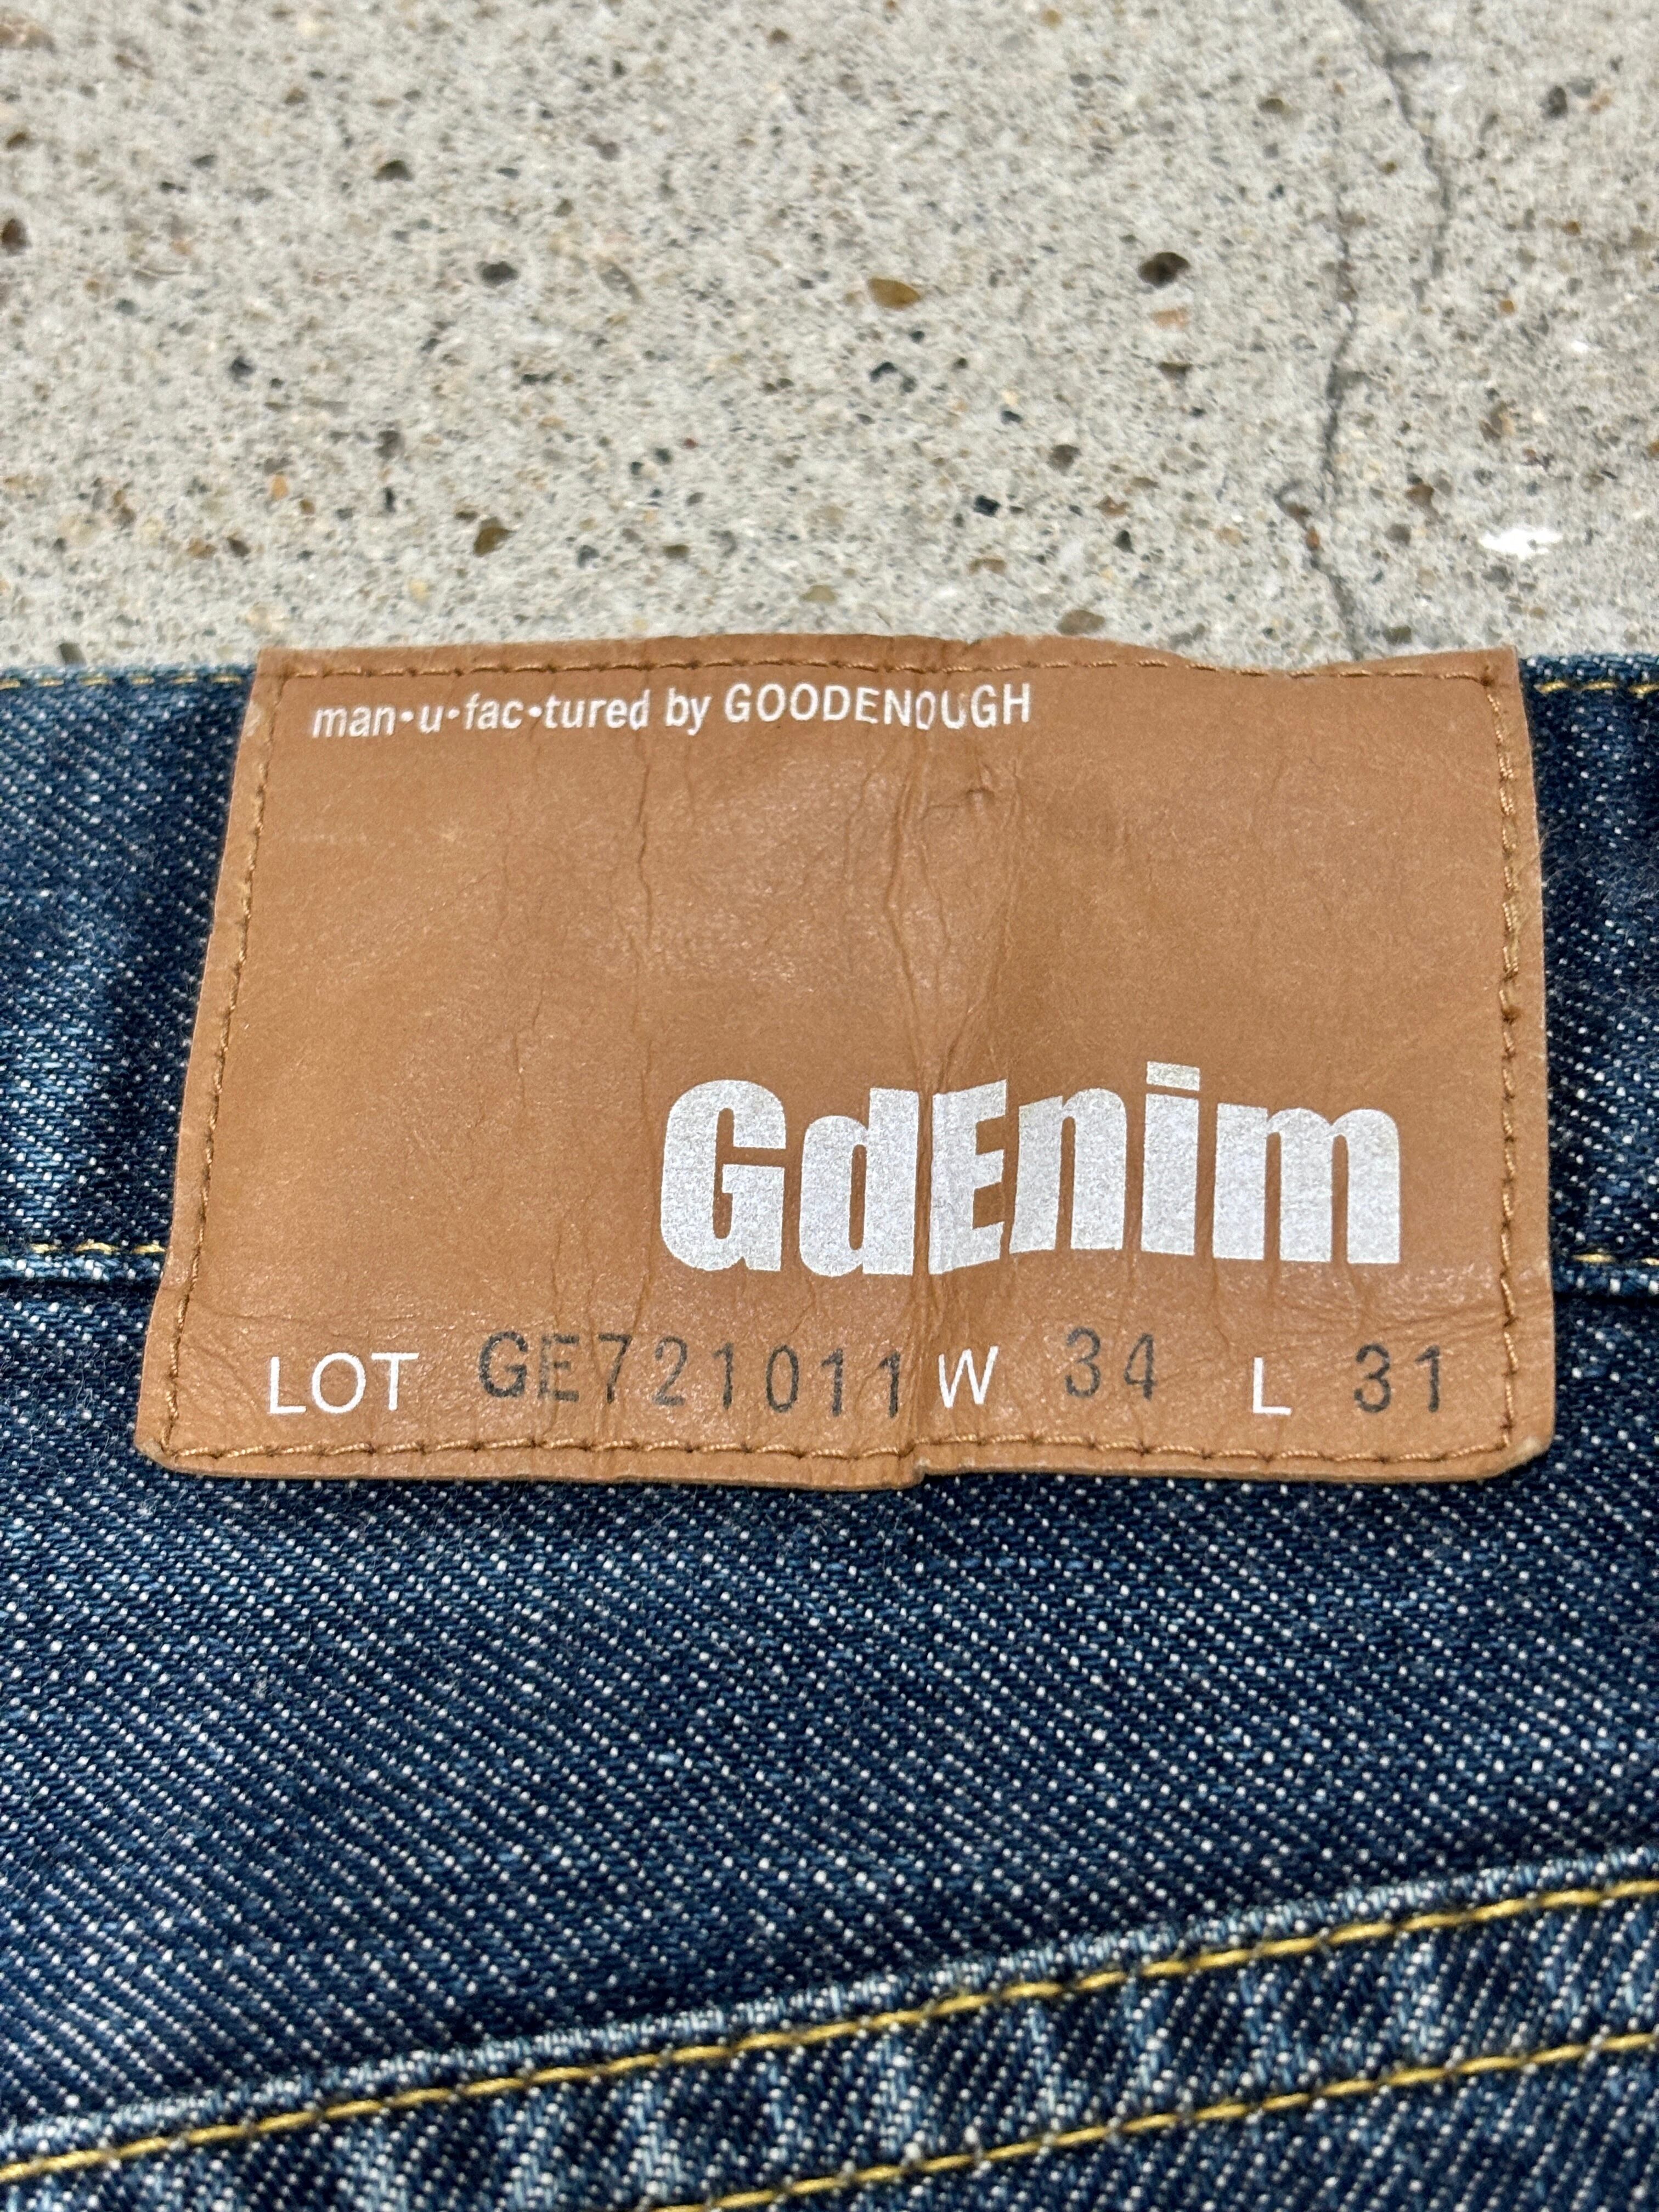 man•u•fac•tured by GOODENOUGH
GdEnim
LOT GE721011 W 34 L 31